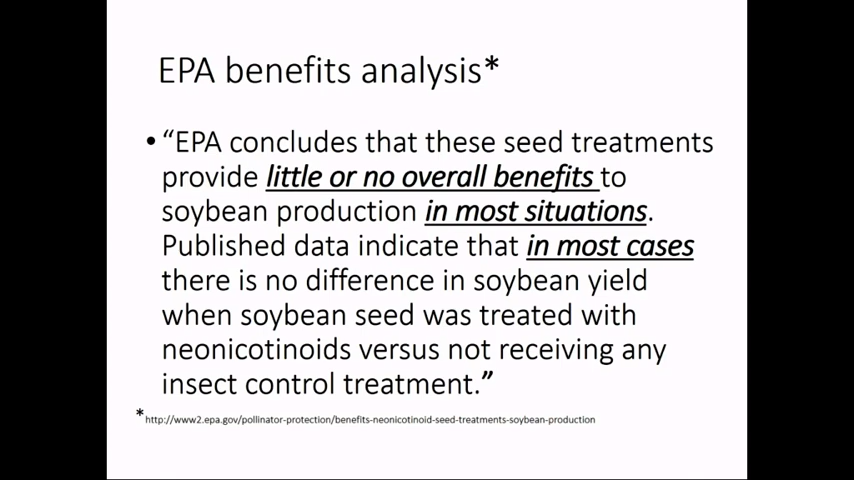 EPA benefits analysis*
• “EPA concludes that these seed treatments
provide little or no overall benefits to
soybean production in most situations.
Published data indicate that in most cases
there is no difference in soybean yield
when soybean seed was treated with
neonicotinoids versus not receiving any
insect control treatment.”
*http://www2.epa.gov/pollinator-protection/benefits-neonicotinoid-seed-treatments-soybean-production